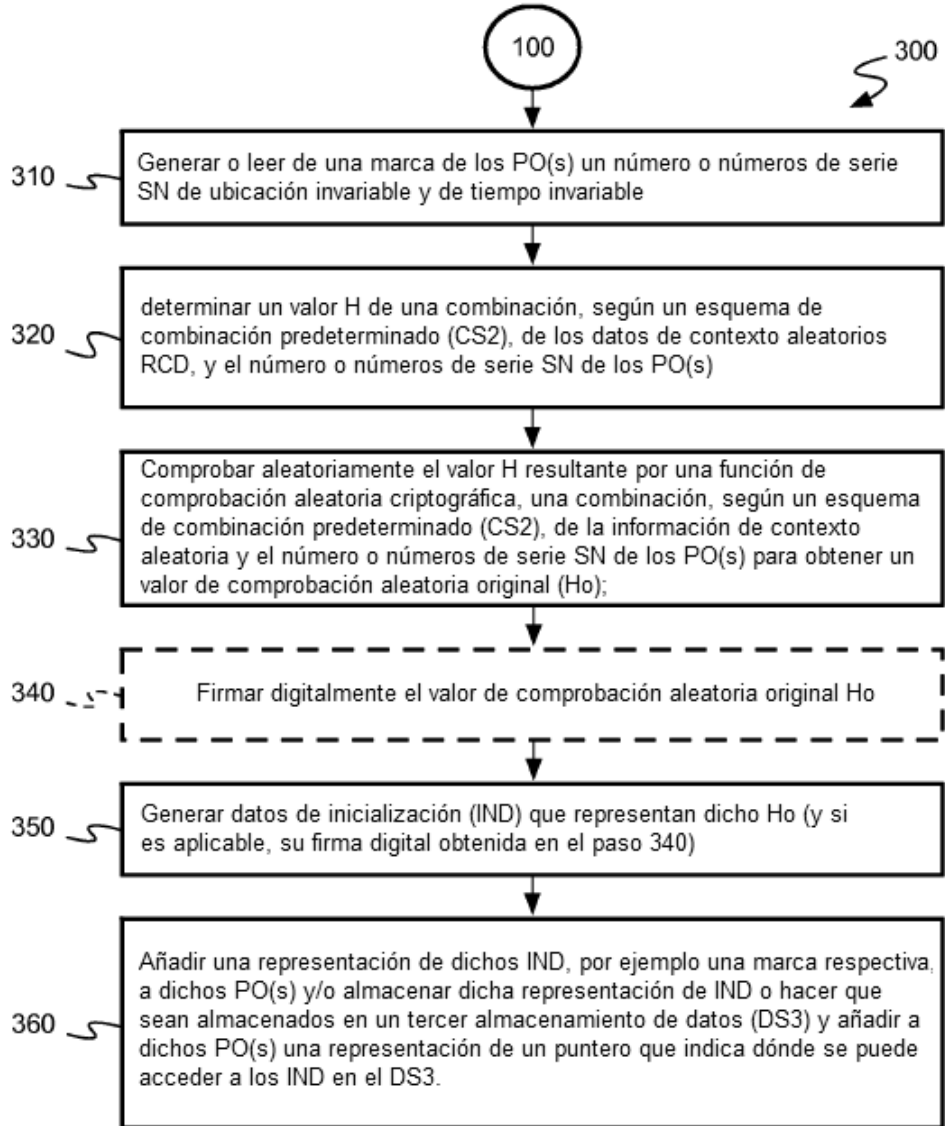 100
300
310
Generar o leer de una marca de los PO(s) un número o números de serie
SN de ubicación invariable y de tiempo invariable
320
determinar un valor H de una combinación, según un esquema de
combinación predeterminado (CS2), de los datos de contexto aleatorios
RCD, y el número o números de serie SN de los PO(s)
330
Comprobar aleatoriamente el valor H resultante por una función de
comprobación aleatoria criptográfica, una combinación, según un esquema
de combinación predeterminado (CS2), de la información de contexto
aleatoria y el número o números de serie SN de los PO(s) para obtener un
valor de comprobación aleatoria original (Ho);
340
Firmar digitalmente el valor de comprobación aleatoria original Ho
350
Generar datos de inicialización (IND) que representan dicho Ho (y si
es aplicable, su firma digital obtenida en el paso 340)
360
Añadir una representación de dichos IND, por ejemplo una marca respectiva,
a dichos PO(s) y/o almacenar dicha representación de IND o hacer que
sean almacenados en un tercer almacenamiento de datos (DS3) y añadir a
dichos PO(s) una representación de un puntero que indica dónde se puede
acceder a los IND en el DS3.